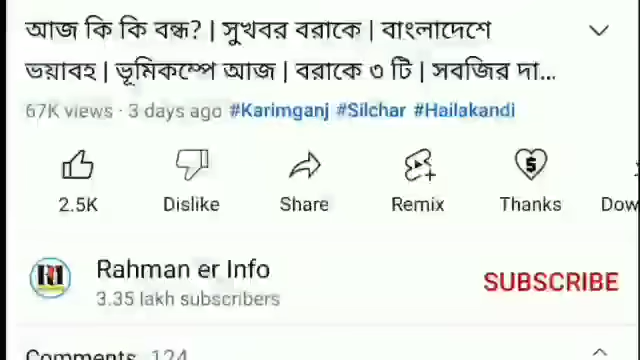 আজ কি কি বন্ধ? | সুখবর বরাকে | বাংলাদেশে
ভয়াবহ | ভূমিকম্পে আজ | বরাকে ৩ টি | সবজির দা...
67K views · 3 days ago #Karimganj #Silchar #Hailakandi
2.5K Dislike Share Remix Thanks Dow
Rahman er Info
SUBSCRIBE
3.35 lakh subscribers
Comments 124